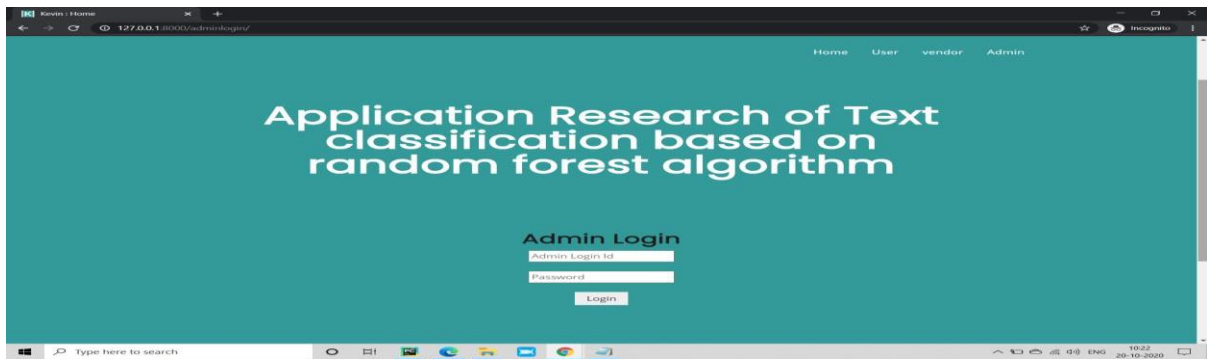 Kevin : Home
127.0.0.1:8000/adminlogin/
Incognito
Home User vendor Admin
Application Research of Text
classification based on
random forest algorithm
Admin Login
Admin Login Id
Password
Login
Type here to search
ENG
10:22
20-10-2020